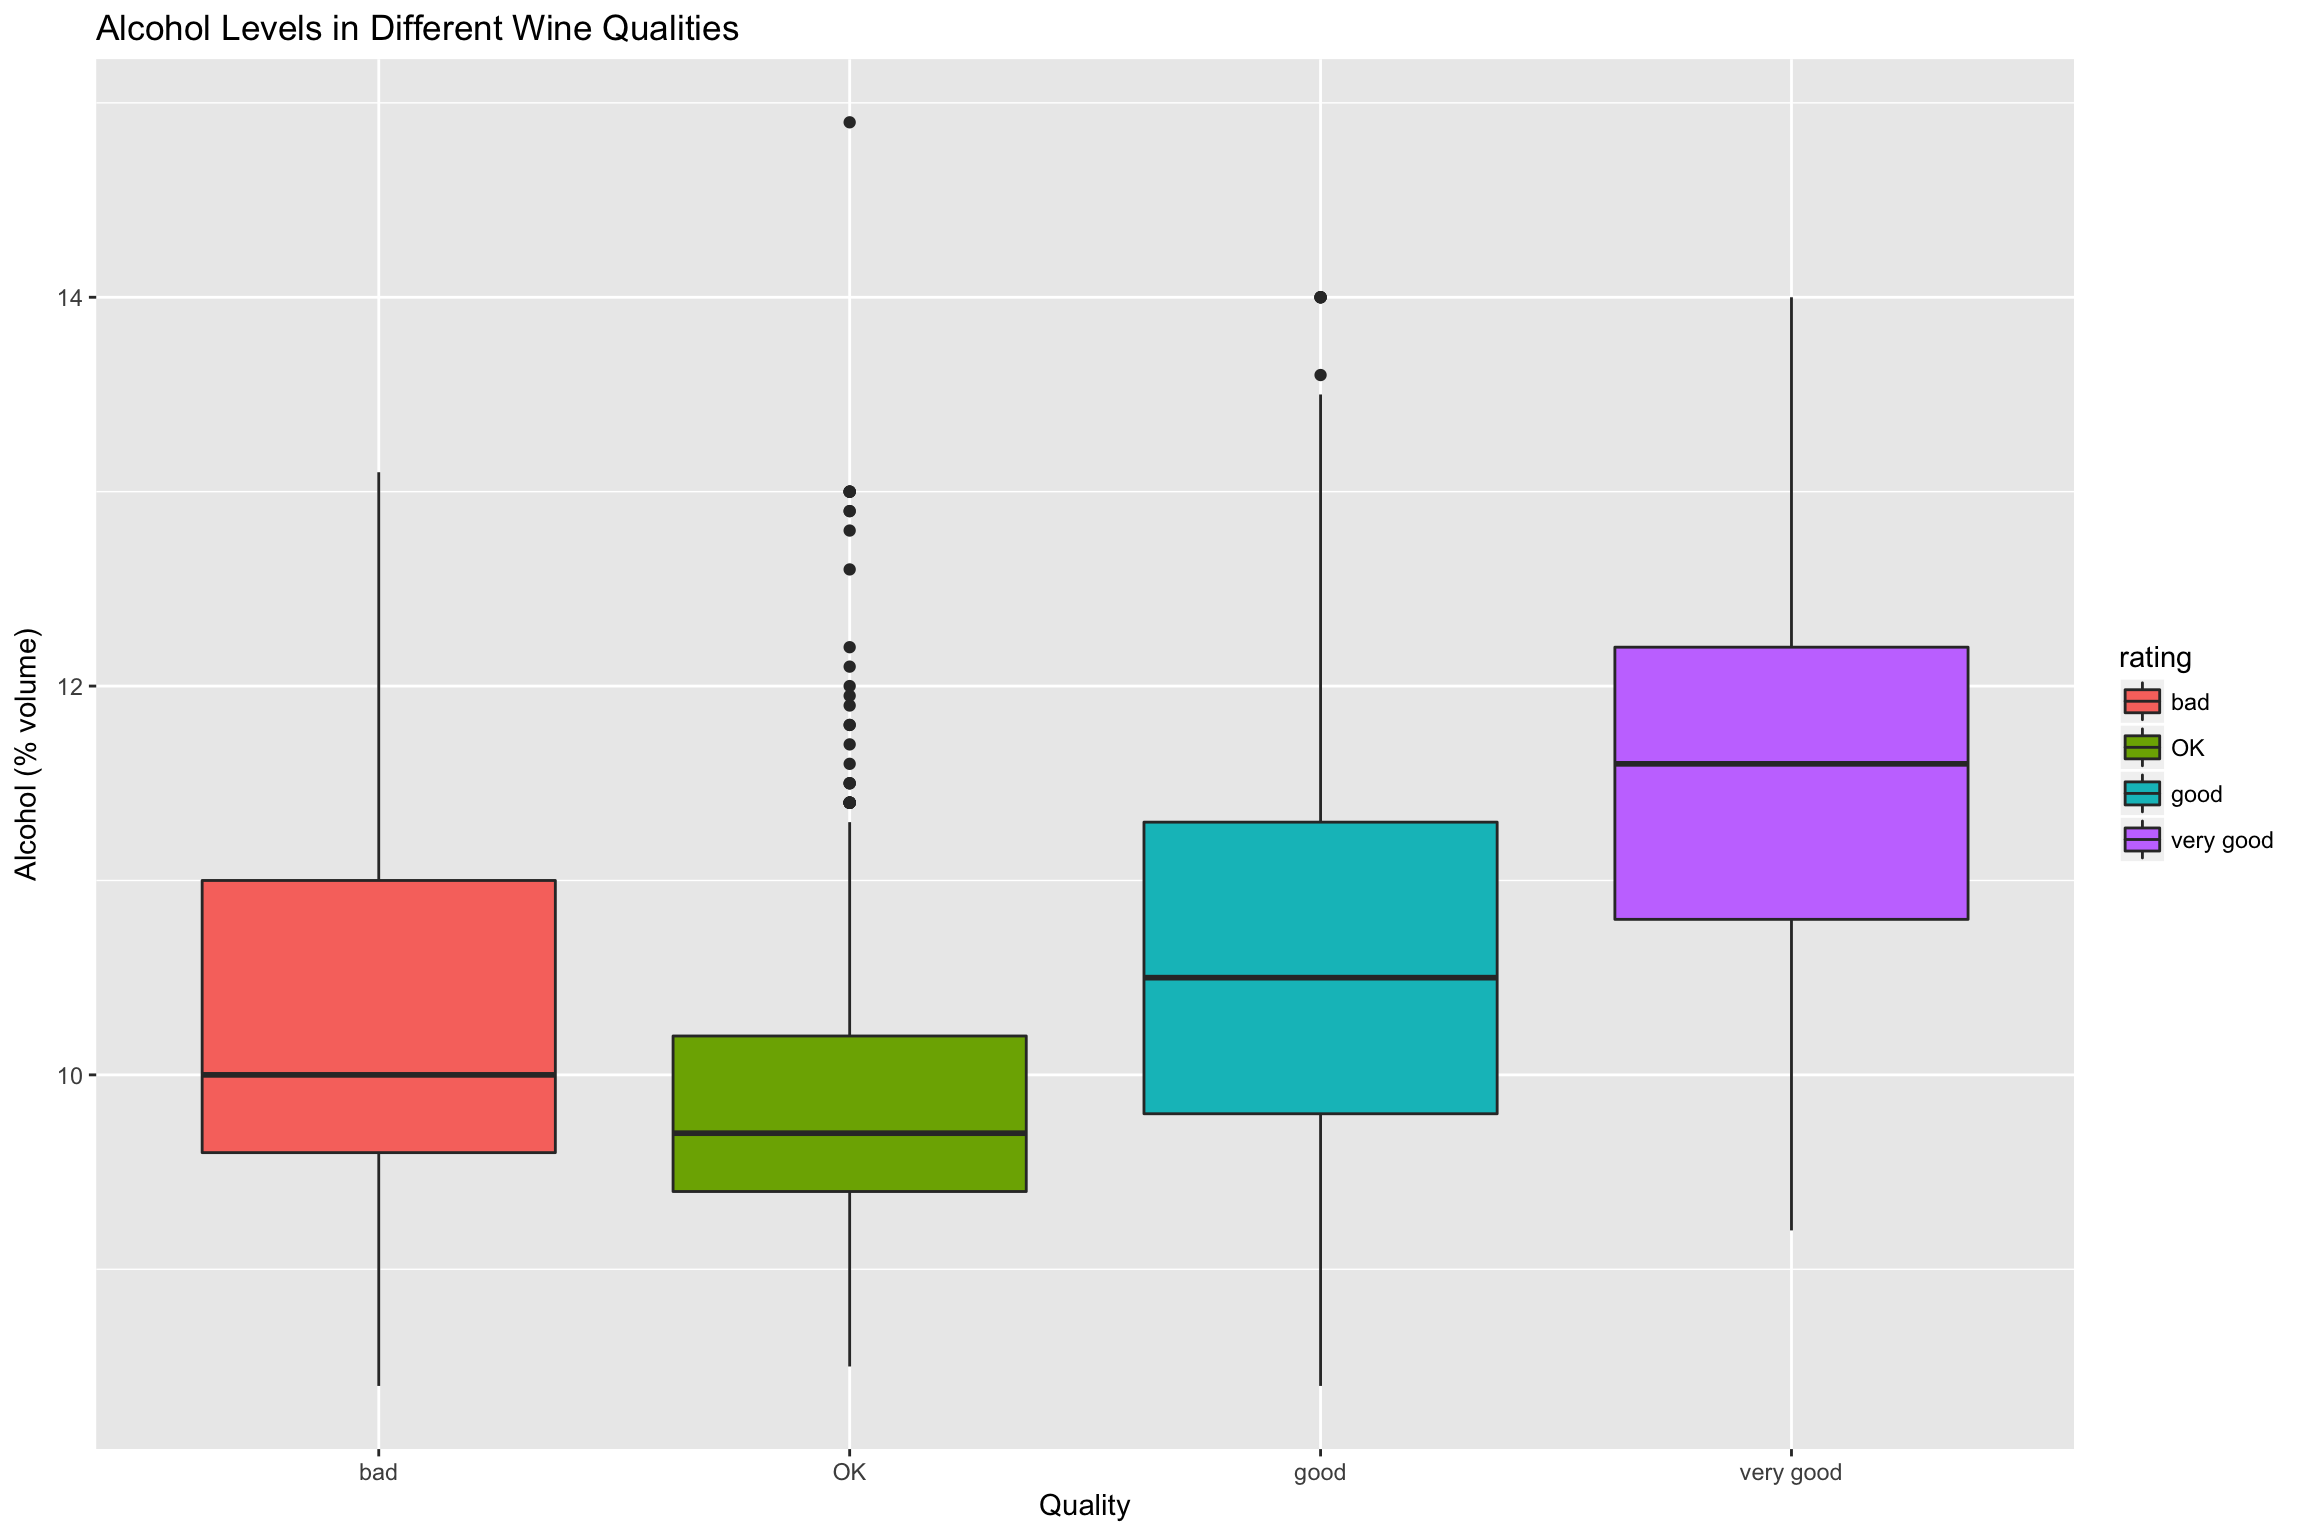 Alcohol Levels in Different Wine Qualities
Alcohol (% volume)
14
12
10
bad
OK
good
very good
Quality
rating
bad
OK
good
very good